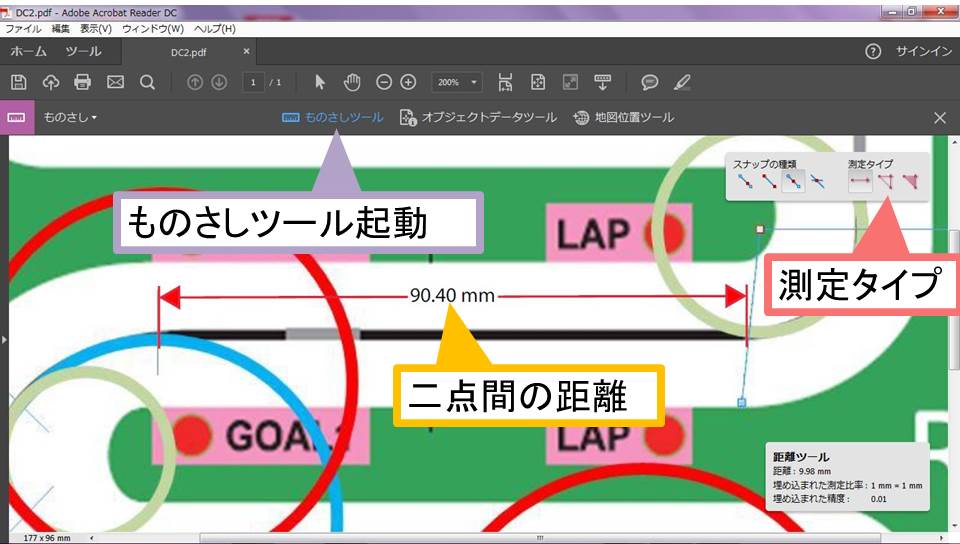 DC2.pdf - Adobe Acrobat Reader DC
ファイル 編集 表示(V) ウィンドウ(W) ヘルプ(H)
ホーム ツール DC2.pdf × ? サインイン
1 / 1 200%
ものさし ものさしツール オブジェクトデータツール 地図位置ツール
スナップの種類 測定タイプ
ものさしツール起動
LAP
測定タイプ
90.40 mm
二点間の距離
GOAL
LAP
距離ツール
距離 : 9.98 mm
埋め込まれた測定比率 : 1 mm = 1 mm
埋め込まれた精度 : 0.01
177 x 96 mm